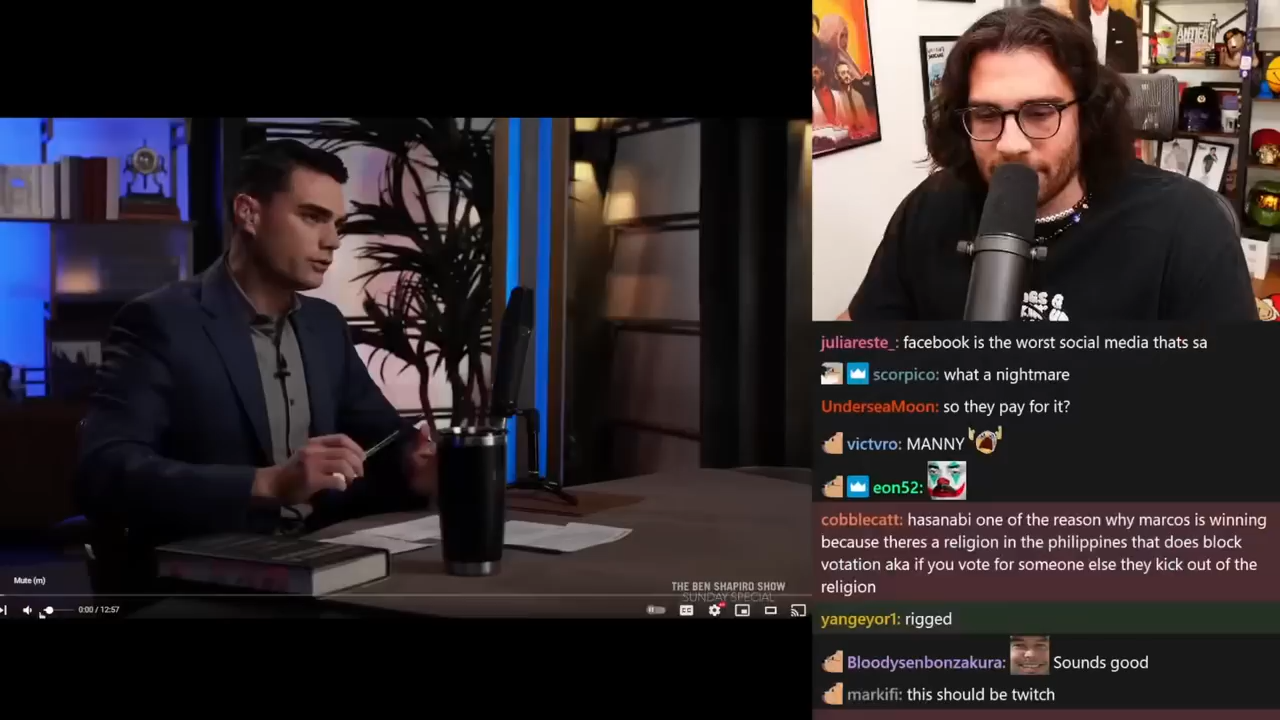 Mute (m)
0:00 / 12:57
THE BEN SHAPIRO SHOW
SUNDAY SPECIAL
CC
ANTIFA
juliareste_: facebook is the worst social media thats sa
scorpico: what a nightmare
UnderseaMoon: so they pay for it?
victvro: MANNY
eon52:
cobblecatt: hasanabi one of the reason why marcos is winning
because theres a religion in the philippines that does block
votation aka if you vote for someone else they kick out of the
religion
yangeyor1: rigged
Bloodysenbonzakura: Sounds good
markifi: this should be twitch